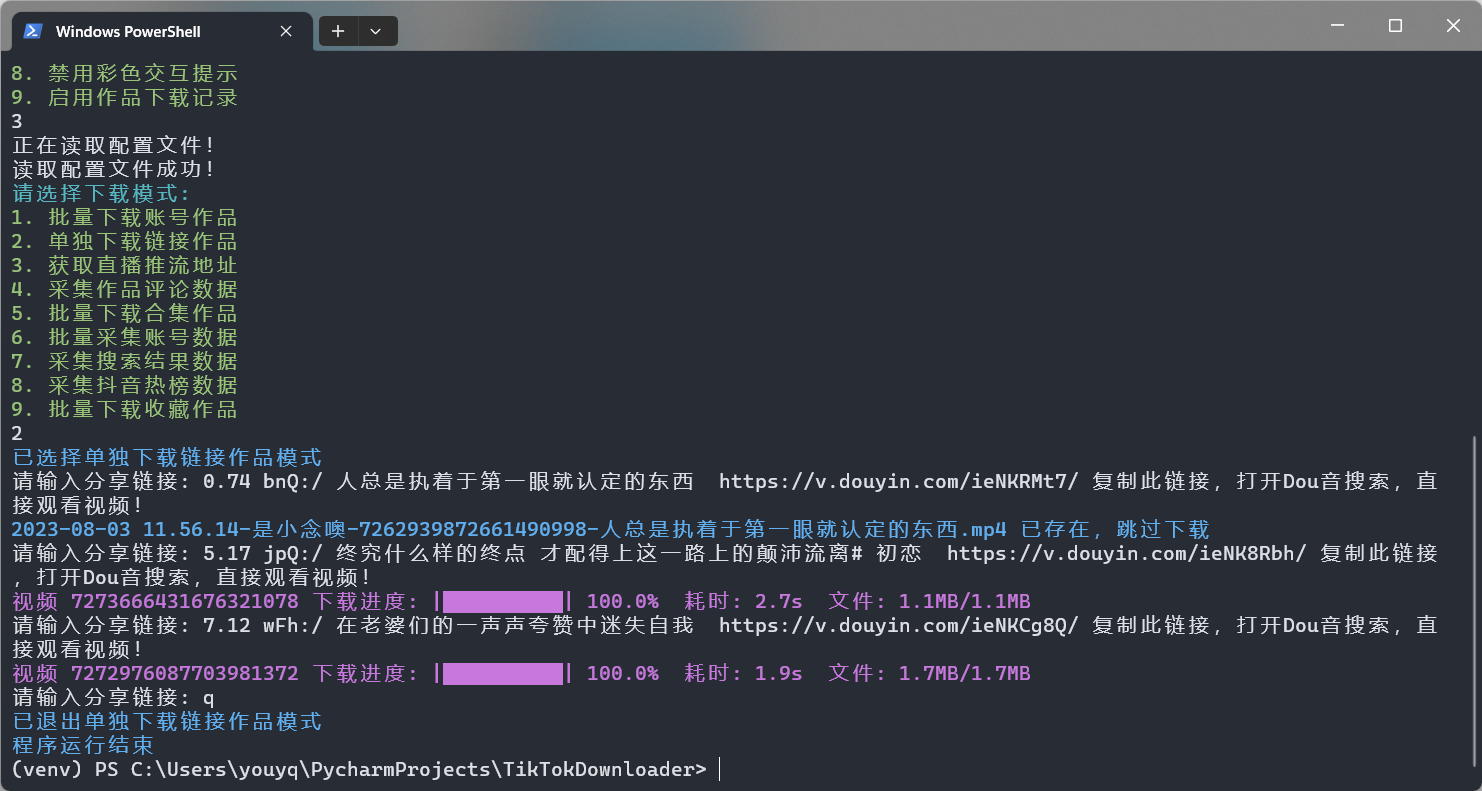 Windows PowerShell
8. 禁用彩色交互提示
9. 启用作品下载记录
3
正在读取配置文件!
读取配置文件成功!
请选择下载模式:
1. 批量下载账号作品
2. 单独下载链接作品
3. 获取直播推流地址
4. 采集作品评论数据
5. 批量下载合集作品
6. 批量采集账号数据
7. 采集搜索结果数据
8. 采集抖音热榜数据
9. 批量下载收藏作品
2
已选择单独下载链接作品模式
请输入分享链接: 0.74 bnQ:/ 人总是执着于第一眼就认定的东西  https://v.douyin.com/ieNKRMt7/ 复制此链接，打开Dou音搜索，直
接观看视频!
2023-08-03 11.56.14-是小念噢-7262939872661490998-人总是执着于第一眼就认定的东西.mp4 已存在，跳过下载
请输入分享链接: 5.17 jpQ:/ 终究什么样的终点 才配得上这一路上的颠沛流离# 初恋  https://v.douyin.com/ieNK8Rbh/ 复制此链接
，打开Dou音搜索，直接观看视频!
视频 7273666431676321078 下载进度: |██████████| 100.0%  耗时: 2.7s  文件: 1.1MB/1.1MB
请输入分享链接: 7.12 wFh:/ 在老婆们的一声声夸赞中迷失自我  https://v.douyin.com/ieNKCg8Q/ 复制此链接，打开Dou音搜索，直
接观看视频!
视频 7272976087703981372 下载进度: |██████████| 100.0%  耗时: 1.9s  文件: 1.7MB/1.7MB
请输入分享链接: q
已退出单独下载链接作品模式
程序运行结束
(venv) PS C:\Users\youyq\PycharmProjects\TikTokDownloader>